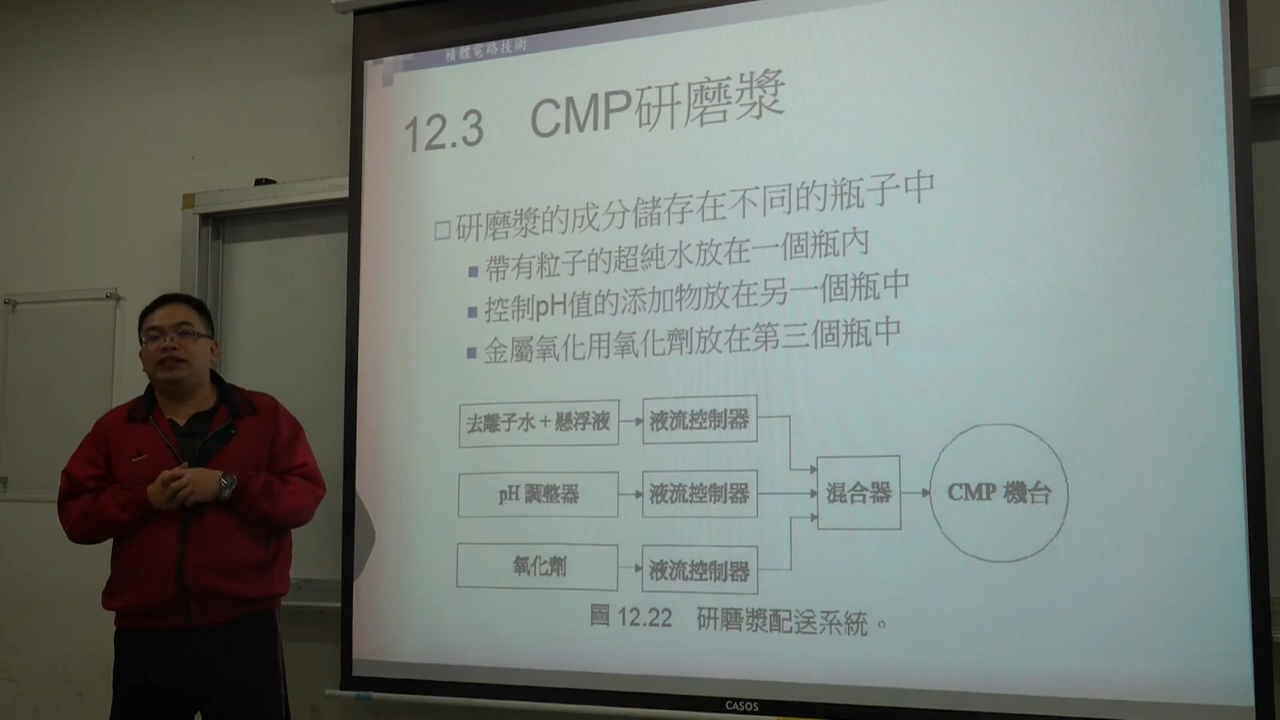 積體電路技術
12.3 CMP研磨漿
研磨漿的成分儲存在不同的瓶子中
帶有粒子的超純水放在一個瓶內
控制pH值的添加物放在另一個瓶中
金屬氧化用氧化劑放在第三個瓶中
去離子水+懸浮液 液流控制器
pH 調整器 液流控制器 混合器 CMP 機台
氧化劑 液流控制器
圖 12.22 研磨漿配送系統。
CASOS